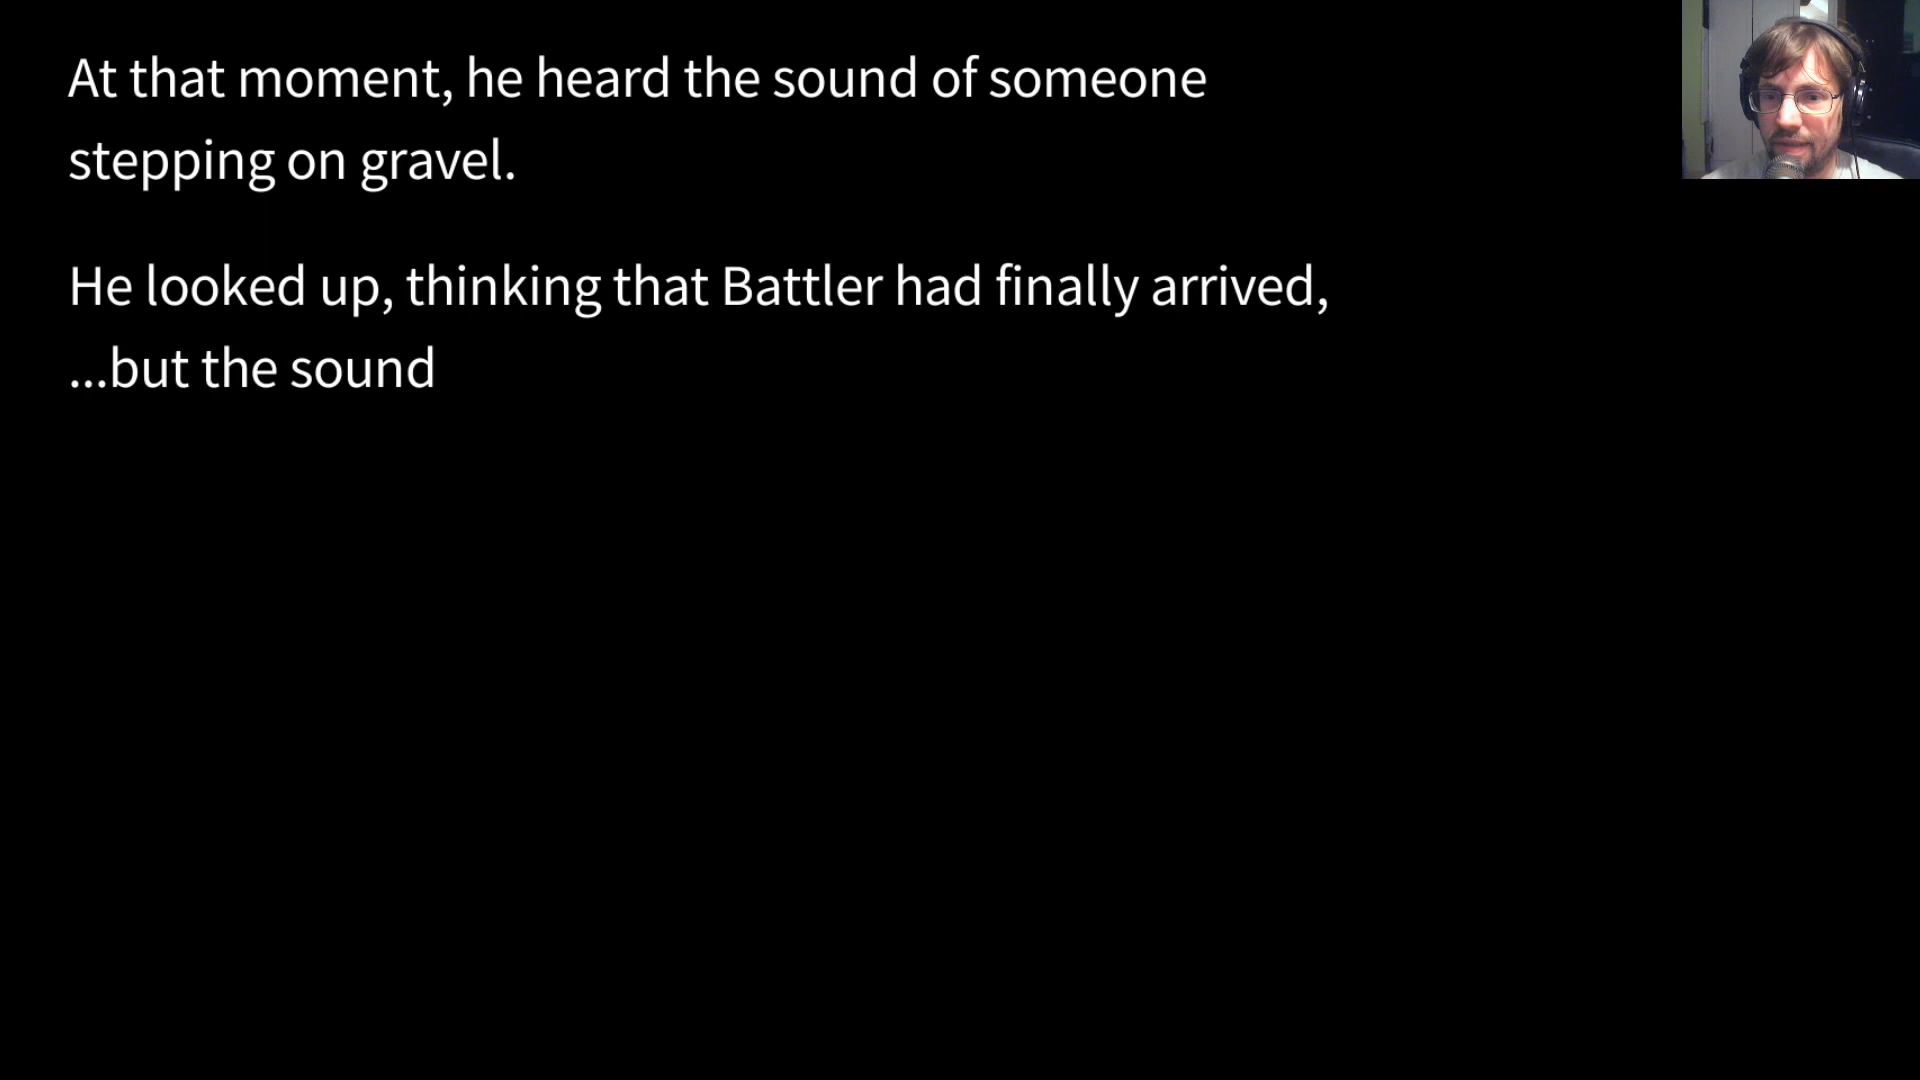 At that moment, he heard the sound of someone
stepping on gravel.
He looked up, thinking that Battler had finally arrived,
...but the sound